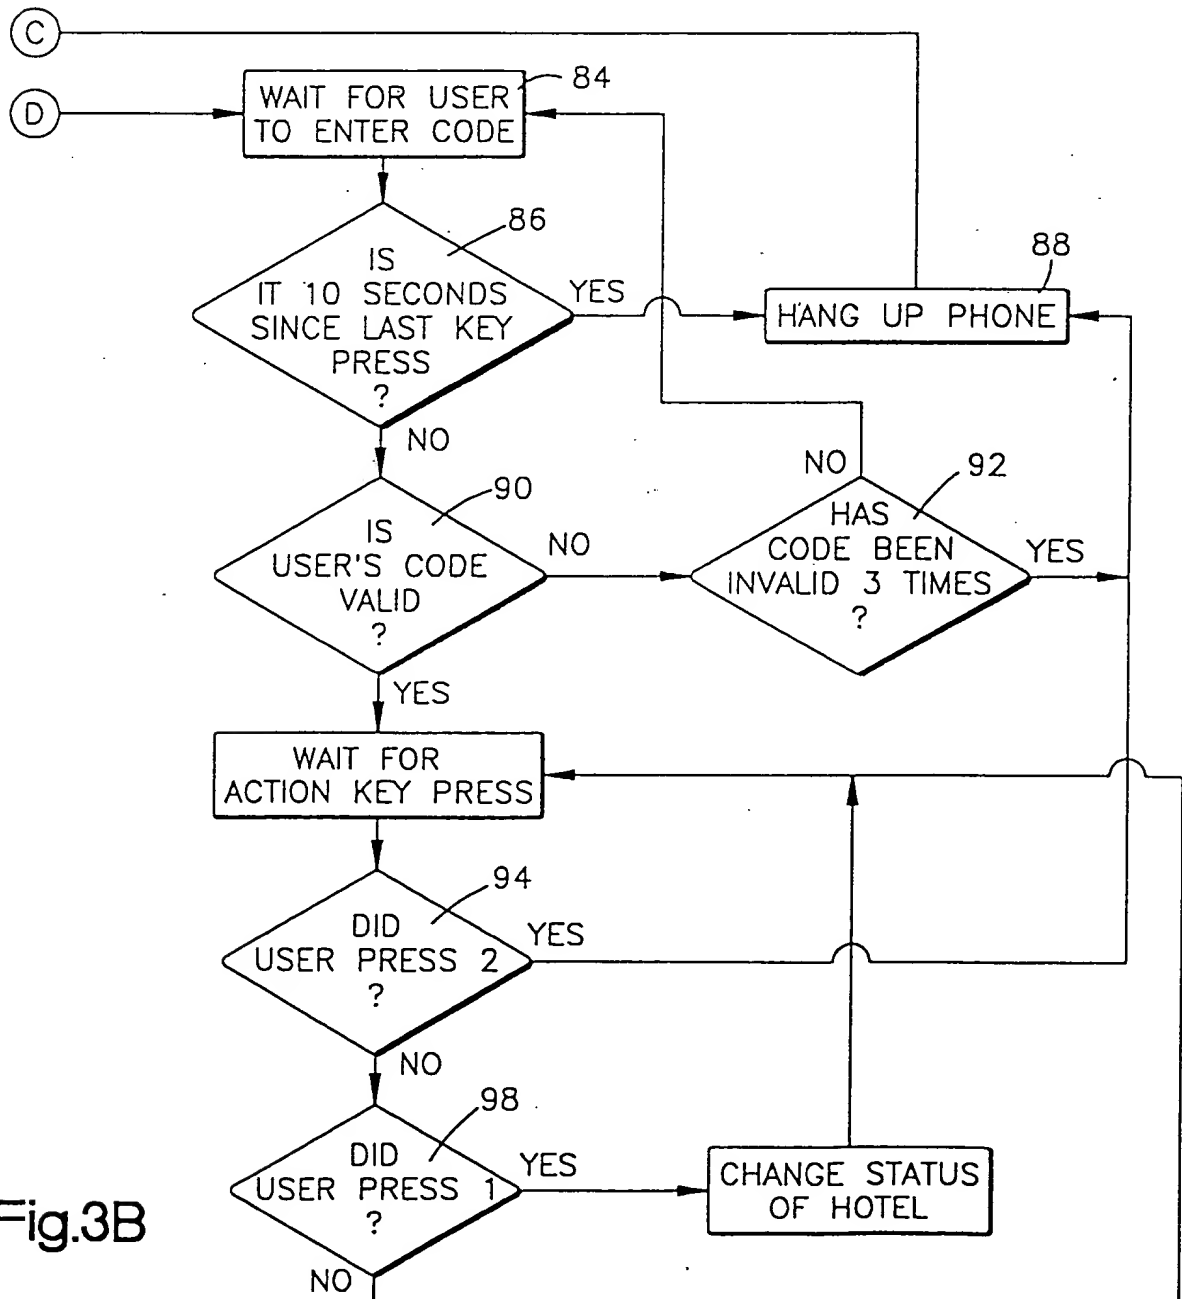 C
D
WAIT FOR USER
TO ENTER CODE
84
86
IS
IT 10 SECONDS
SINCE LAST KEY
PRESS
?
YES
NO
88
HANG UP PHONE
90
IS
USER'S CODE
VALID
?
NO
YES
92
NO
HAS
CODE BEEN
INVALID 3 TIMES
?
YES
WAIT FOR
ACTION KEY PRESS
94
DID
USER PRESS 2
?
YES
NO
98
DID
USER PRESS 1
?
YES
NO
CHANGE STATUS
OF HOTEL
Fig.3B